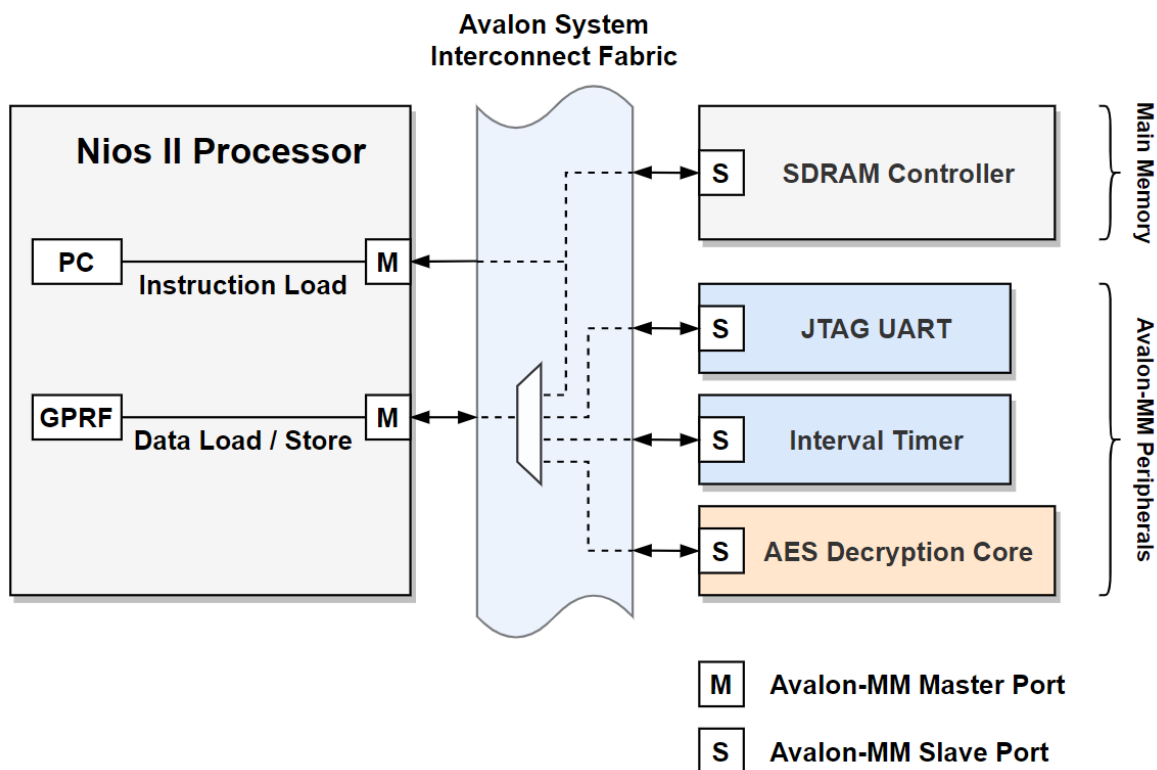 Avalon System
Interconnect Fabric
Nios II Processor
PC
Instruction Load
M
GPRF
Data Load / Store
M
S
SDRAM Controller
Main Memory
S
JTAG UART
S
Interval Timer
S
AES Decryption Core
Avalon-MM Peripherals
M
Avalon-MM Master Port
S
Avalon-MM Slave Port